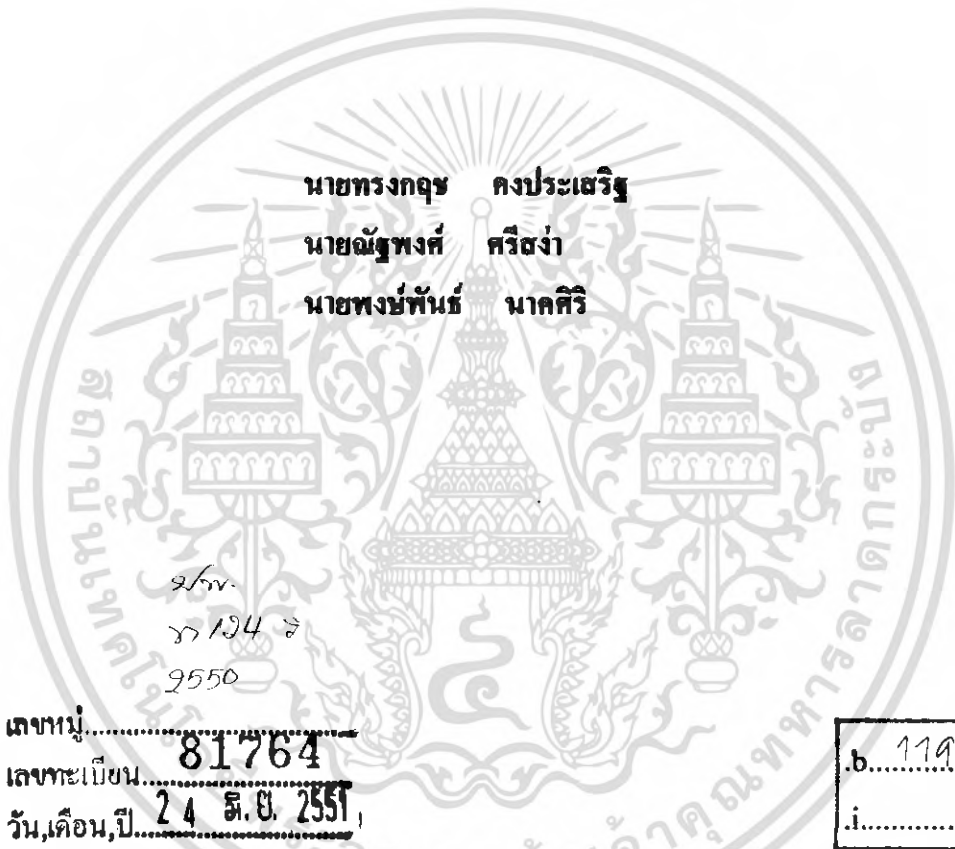 นายทรงกฤษ คงประเสริฐ
นายณัฐพงศ์ ศรีสง่า
นายพงษ์พันธ์ นาคศิริ
2550
เลขหมู่
เลขทะเบียน 81764
วัน,เดือน,ปี 24 มิ.ย. 2551
.b 119
.i